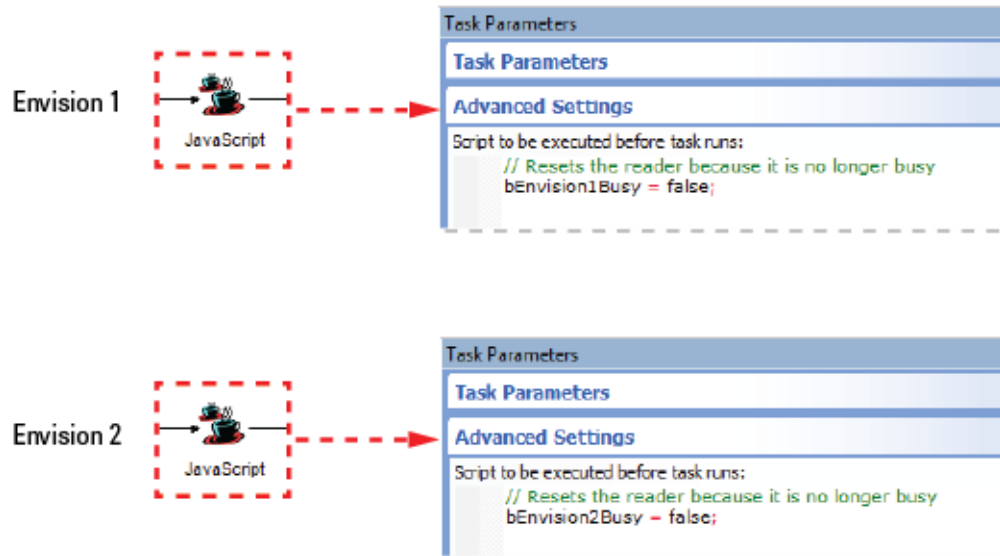 Task Parameters
Task Parameters
Envision 1
JavaScript
Advanced Settings
Script to be executed before task runs:
// Resets the reader because it is no longer busy
bEnvision1Busy = false;
Task Parameters
Task Parameters
Envision 2
JavaScript
Advanced Settings
Script to be executed before task runs:
// Resets the reader because it is no longer busy
bEnvision2Busy = false;